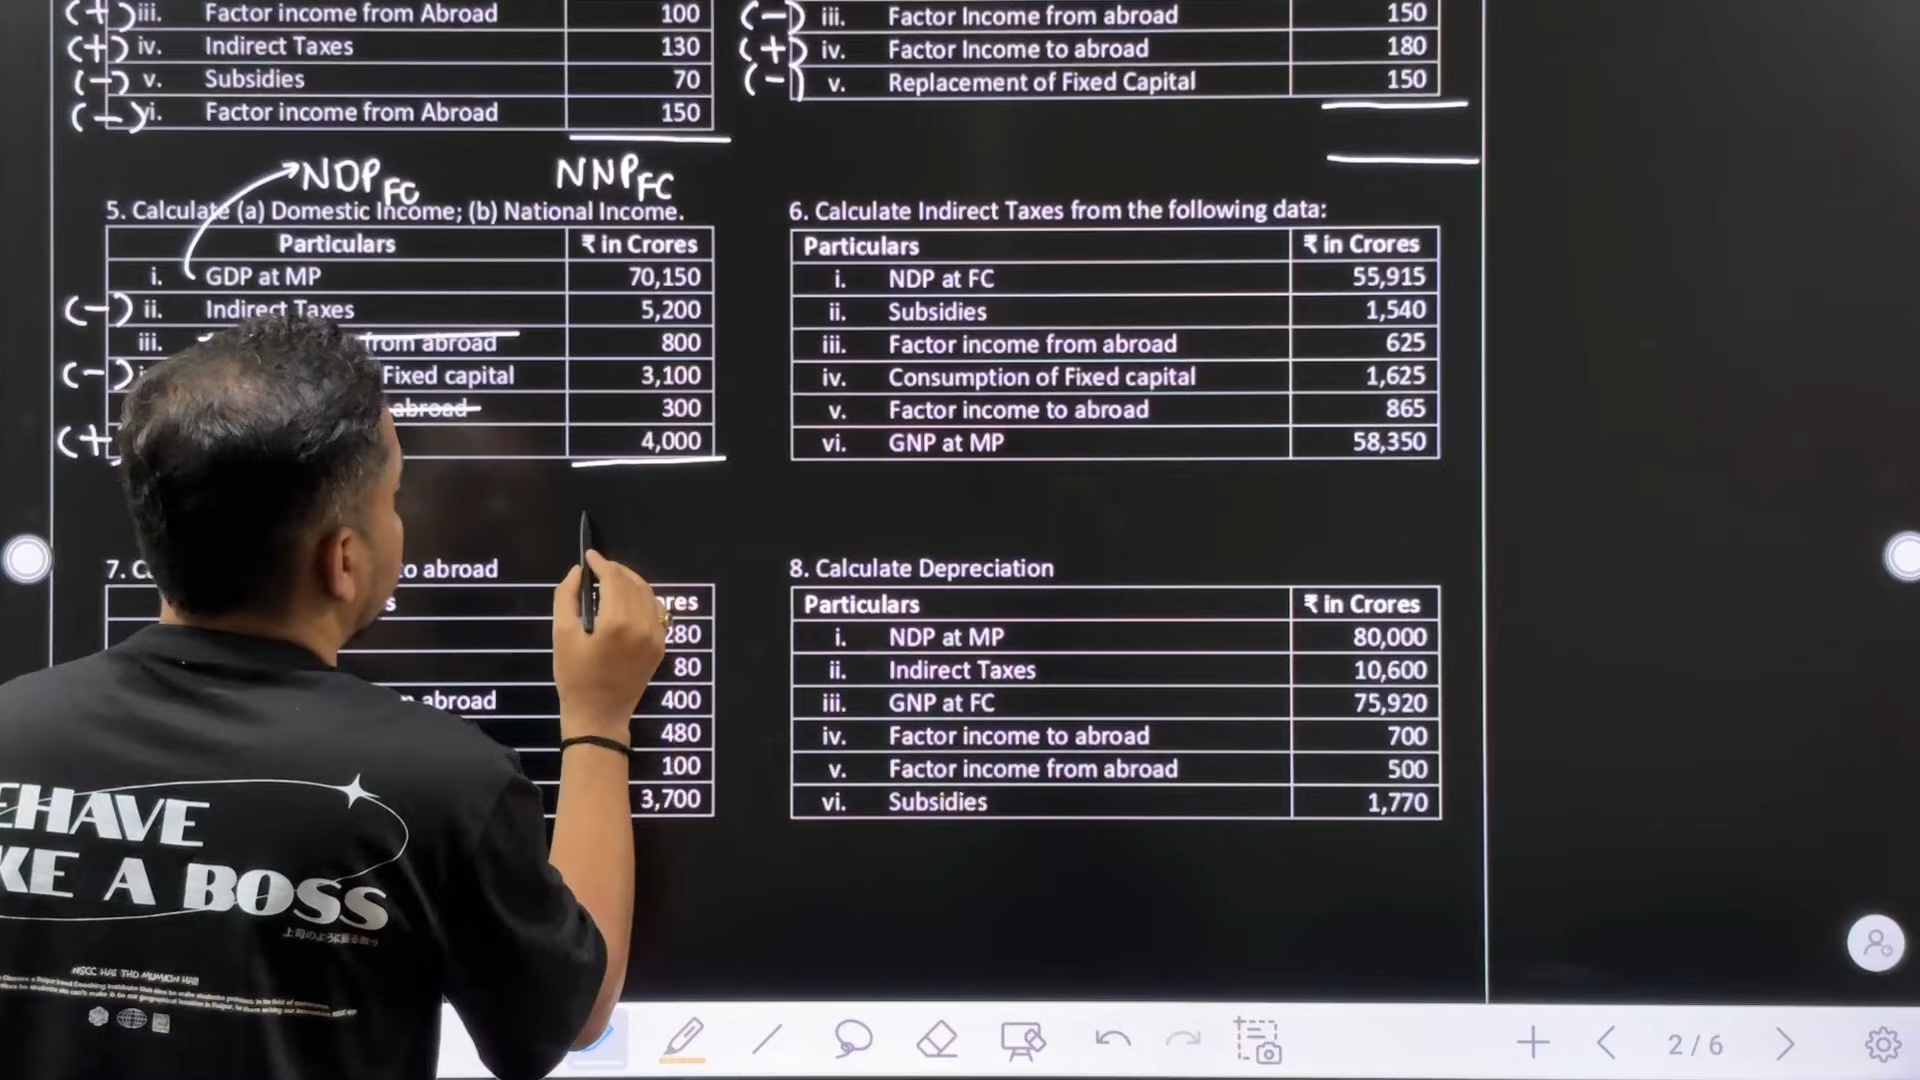 (+) iii. Factor income from Abroad 100
(+) iv. Indirect Taxes 130
(-) v. Subsidies 70
(-) vi. Factor income from Abroad 150
(-) iii. Factor Income from abroad 150
(+) iv. Factor Income to abroad 180
(-) v. Replacement of Fixed Capital 150
NDP FC NNP FC
5. Calculate (a) Domestic Income; (b) National Income.
Particulars ₹ in Crores
i. GDP at MP 70,150
(-) ii. Indirect Taxes 5,200
iii. from abroad 800
(-) Fixed capital 3,100
abroad 300
(+) 4,000
6. Calculate Indirect Taxes from the following data:
Particulars ₹ in Crores
i. NDP at FC 55,915
ii. Subsidies 1,540
iii. Factor income from abroad 625
iv. Consumption of Fixed capital 1,625
v. Factor income to abroad 865
vi. GNP at MP 58,350
7. to abroad
280
80
abroad 400
480
100
3,700
8. Calculate Depreciation
Particulars ₹ in Crores
i. NDP at MP 80,000
ii. Indirect Taxes 10,600
iii. GNP at FC 75,920
iv. Factor income to abroad 700
v. Factor income from abroad 500
vi. Subsidies 1,770
EHAVE
KE A BOSS
NSCC HAI THO MUMKIN HAI!
2 / 6